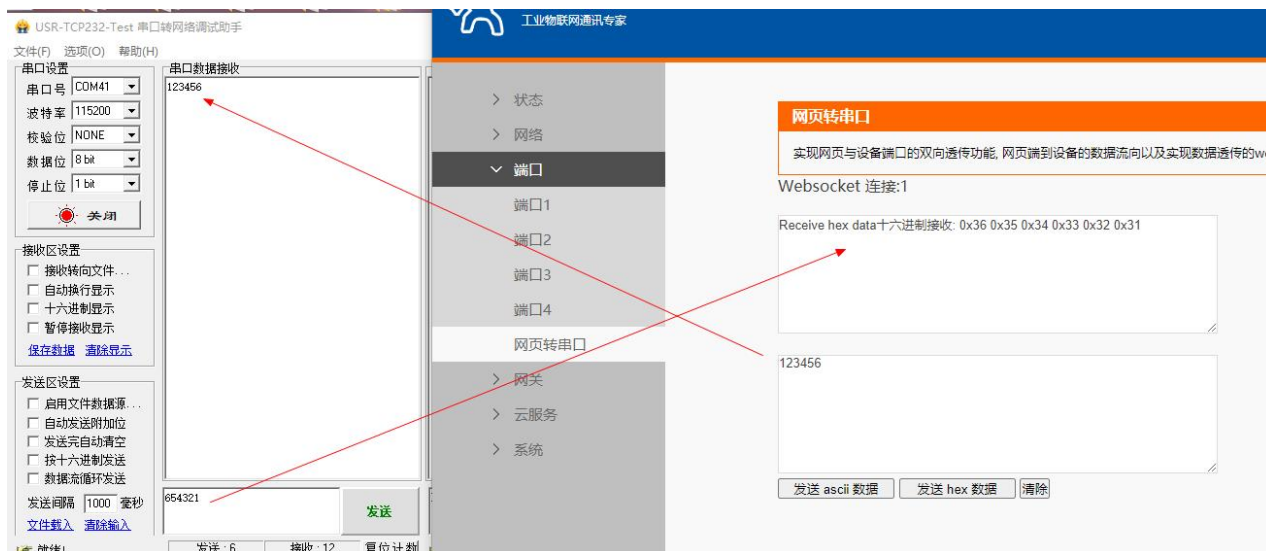 USR-TCP232-Test 串口转网络调试助手
文件(F) 选项(O) 帮助(H)
串口设置
串口号 COM41
波特率 115200
校验位 NONE
数据位 8 bit
停止位 1 bit
关闭
接收区设置
接收转向文件...
自动换行显示
十六进制显示
暂停接收显示
保存数据 清除显示
发送区设置
启用文件数据源...
自动发送附加位
发送完自动清空
按十六进制发送
数据流循环发送
发送间隔 1000 毫秒
文件载入 清除输入
就绪!
串口数据接收
123456
654321
发送
发送:6 接收:12 复位计数
工业物联网通讯专家
状态
网络
端口
端口1
端口2
端口3
端口4
网页转串口
网关
云服务
系统
网页转串口
实现网页与设备端口的双向透传功能, 网页端到设备的数据流向以及实现数据透传的we
Websocket 连接:1
Receive hex data十六进制接收: 0x36 0x35 0x34 0x33 0x32 0x31
123456
发送 ascii 数据 发送 hex 数据 清除